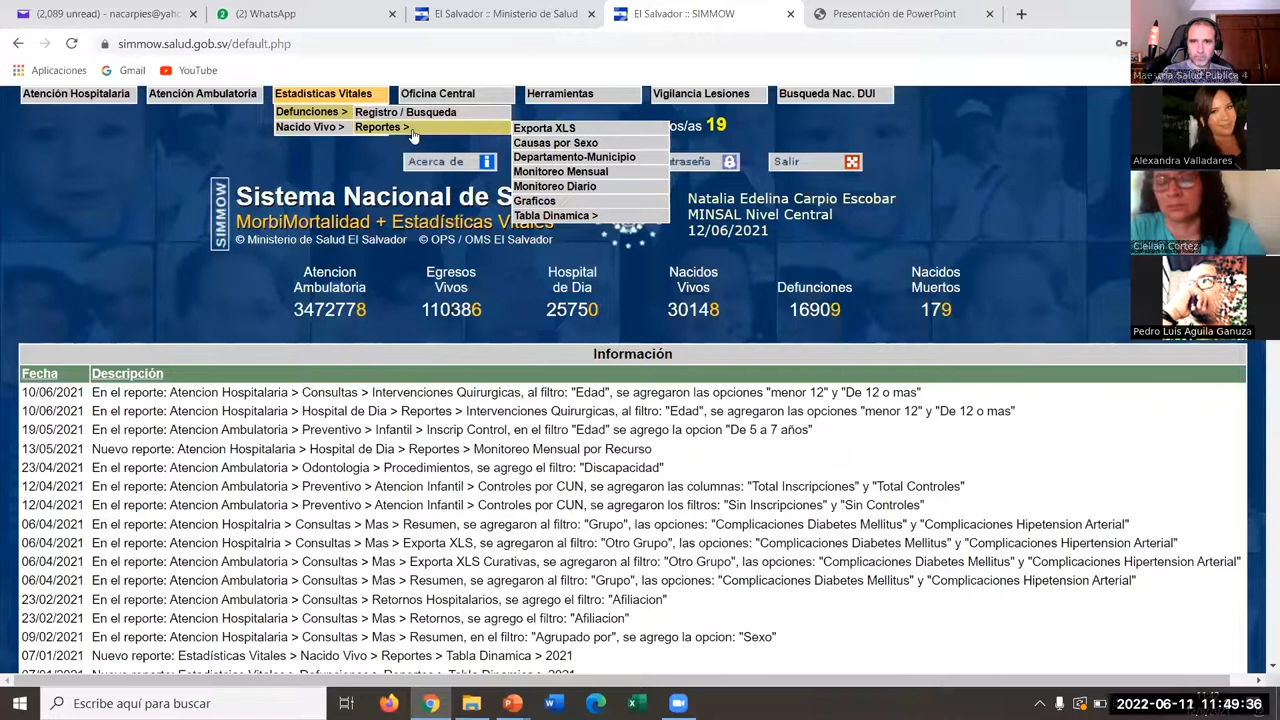 (2,089 unread) - nacarpies@yaho
(2) WhatsApp
El Salvador :: Ministerio de Salud
El Salvador :: SIMMOW
Presentación de PowerPoint
simmow.salud.gob.sv/default.php
Aplicaciones
Gmail
YouTube
Atención Hospitalaria
Atención Ambulatoria
Estadísticas Vitales
Oficina Central
Herramientas
Vigilancia Lesiones
Busqueda Nac. DUI
Defunciones >
Registro / Busqueda
Nacido Vivo >
Reportes >
Exporta XLS
Causas por Sexo
Departamento-Municipio
Monitoreo Mensual
Monitoreo Diario
Graficos
Tabla Dinamica >
os/as 19
Acerca de
traseña
Salir
SIMMOW
Sistema Nacional de S
MorbiMortalidad + Estadísticas Vitales
© Ministerio de Salud El Salvador © OPS / OMS El Salvador
Natalia Edelina Carpio Escobar
MINSAL Nivel Central
12/06/2021
Atencion Ambulatoria
3472778
Egresos Vivos
110386
Hospital de Dia
25750
Nacidos Vivos
30148
Defunciones
16909
Nacidos Muertos
179
Información
Fecha Descripción
10/06/2021 En el reporte: Atencion Hospitalaria > Consultas > Intervenciones Quirurgicas, al filtro: "Edad", se agregaron las opciones "menor 12" y "De 12 o mas"
10/06/2021 En el reporte: Atencion Hospitalaria > Hospital de Dia > Reportes > Intervenciones Quirurgicas, al filtro: "Edad", se agregaron las opciones "menor 12" y "De 12 o mas"
19/05/2021 En el reporte: Atencion Ambulatoria > Preventivo > Infantil > Inscrip Control, en el filtro "Edad" se agrego la opcion "De 5 a 7 años"
13/05/2021 Nuevo reporte: Atencion Hospitalaria > Hospital de Dia > Reportes > Monitoreo Mensual por Recurso
23/04/2021 En el reporte: Atencion Ambulatoria > Odontologia > Procedimientos, se agrego el filtro: "Discapacidad"
12/04/2021 En el reporte: Atencion Ambulatoria > Preventivo > Atencion Infantil > Controles por CUN, se agregaron las columnas: "Total Inscripciones" y "Total Controles"
12/04/2021 En el reporte: Atencion Ambulatoria > Preventivo > Atencion Infantil > Controles por CUN, se agregaron los filtros: "Sin Inscripciones" y "Sin Controles"
06/04/2021 En el reporte: Atencion Hospitalria > Consultas > Mas > Resumen, se agregaron al filtro: "Grupo", las opciones: "Complicaciones Diabetes Mellitus" y "Complicaciones Hipetension Arterial"
06/04/2021 En el reporte: Atencion Hospitalaria > Consultas > Mas > Exporta XLS, se agregaron al filtro: "Otro Grupo", las opciones: "Complicaciones Diabetes Mellitus" y "Complicaciones Hipertension Arterial"
06/04/2021 En el reporte: Atencion Ambulatoria > Consultas > Mas > Exporta XLS Curativas, se agregaron al filtro: "Otro Grupo", las opciones: "Complicaciones Diabetes Mellitus" y "Complicaciones Hipertension Arterial"
06/04/2021 En el reporte: Atencion Ambulatoria > Consultas > Mas > Resumen, se agregaron al filtro: "Grupo", las opciones: "Complicaciones Diabetes Mellitus" y "Complicaciones Hipetension Arterial"
23/02/2021 En el reporte: Atencion Ambulatoria > Consultas > Retornos Hospitalarios, se agrego el filtro: "Afiliacion"
23/02/2021 En el reporte: Atencion Hospitalaria > Consultas > Mas > Retornos, se agrego el filtro: "Afiliacion"
09/02/2021 En el reporte: Atencion Hospitalaria > Consultas > Mas > Resumen, en el filtro: "Agrupado por", se agrego la opcion: "Sexo"
07/01/2021 Nuevo reporte: Estadísticas Vitales > Nacido Vivo > Reportes > Tabla Dinamica > 2021
Maestría Salud Publica 4
Alexandra Valladares
Clelian Cortez
Pedro Luis Aguila Ganuza
Escribe aquí para buscar
2022-06-11 11:49:36